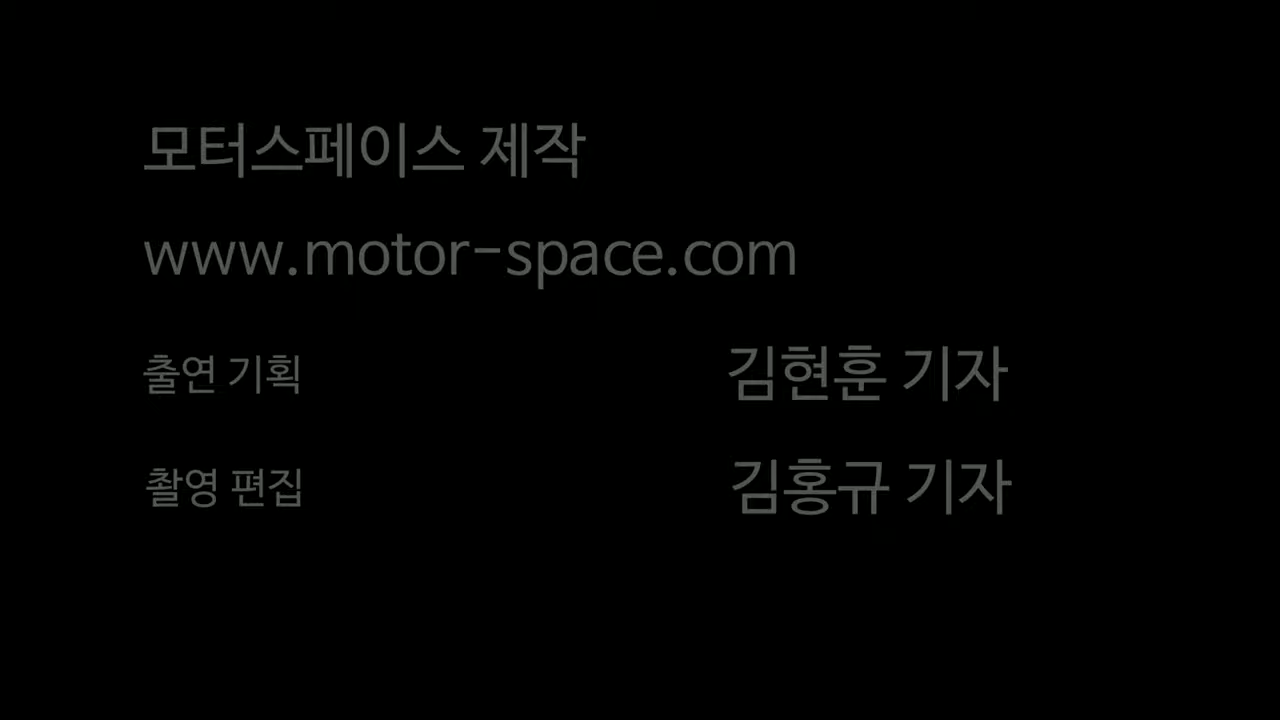 모터스페이스 제작
www.motor-space.com
출연 기획 김현훈 기자
촬영 편집 김홍규 기자